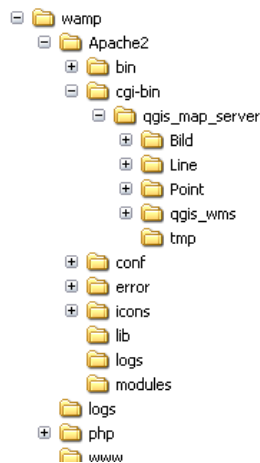 wamp
Apache2
bin
cgi-bin
qgis_map_server
Bild
Line
Point
qgis_wms
tmp
conf
error
icons
lib
logs
modules
logs
php
www